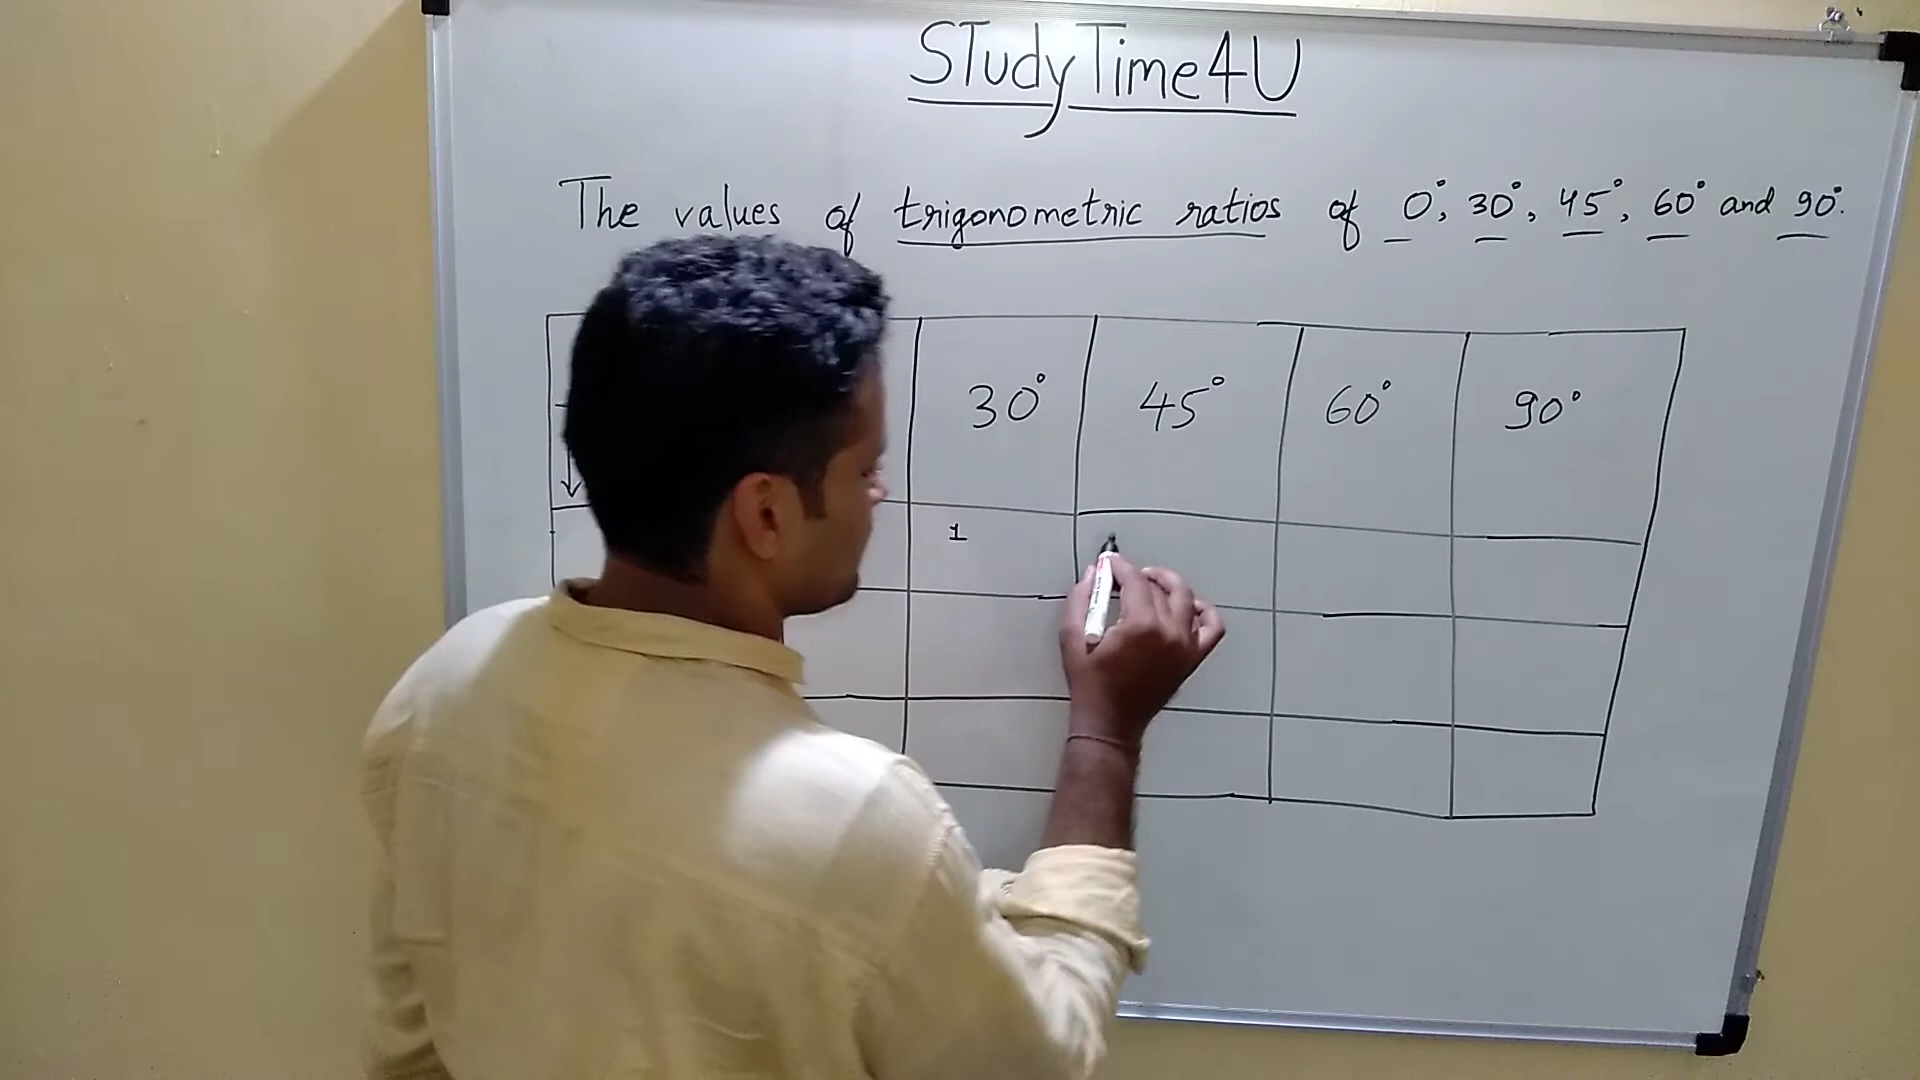 STudyTime4U
The values of trigonometric ratios of 0°, 30°, 45°, 60° and 90°.
30° 45° 60° 90°
1